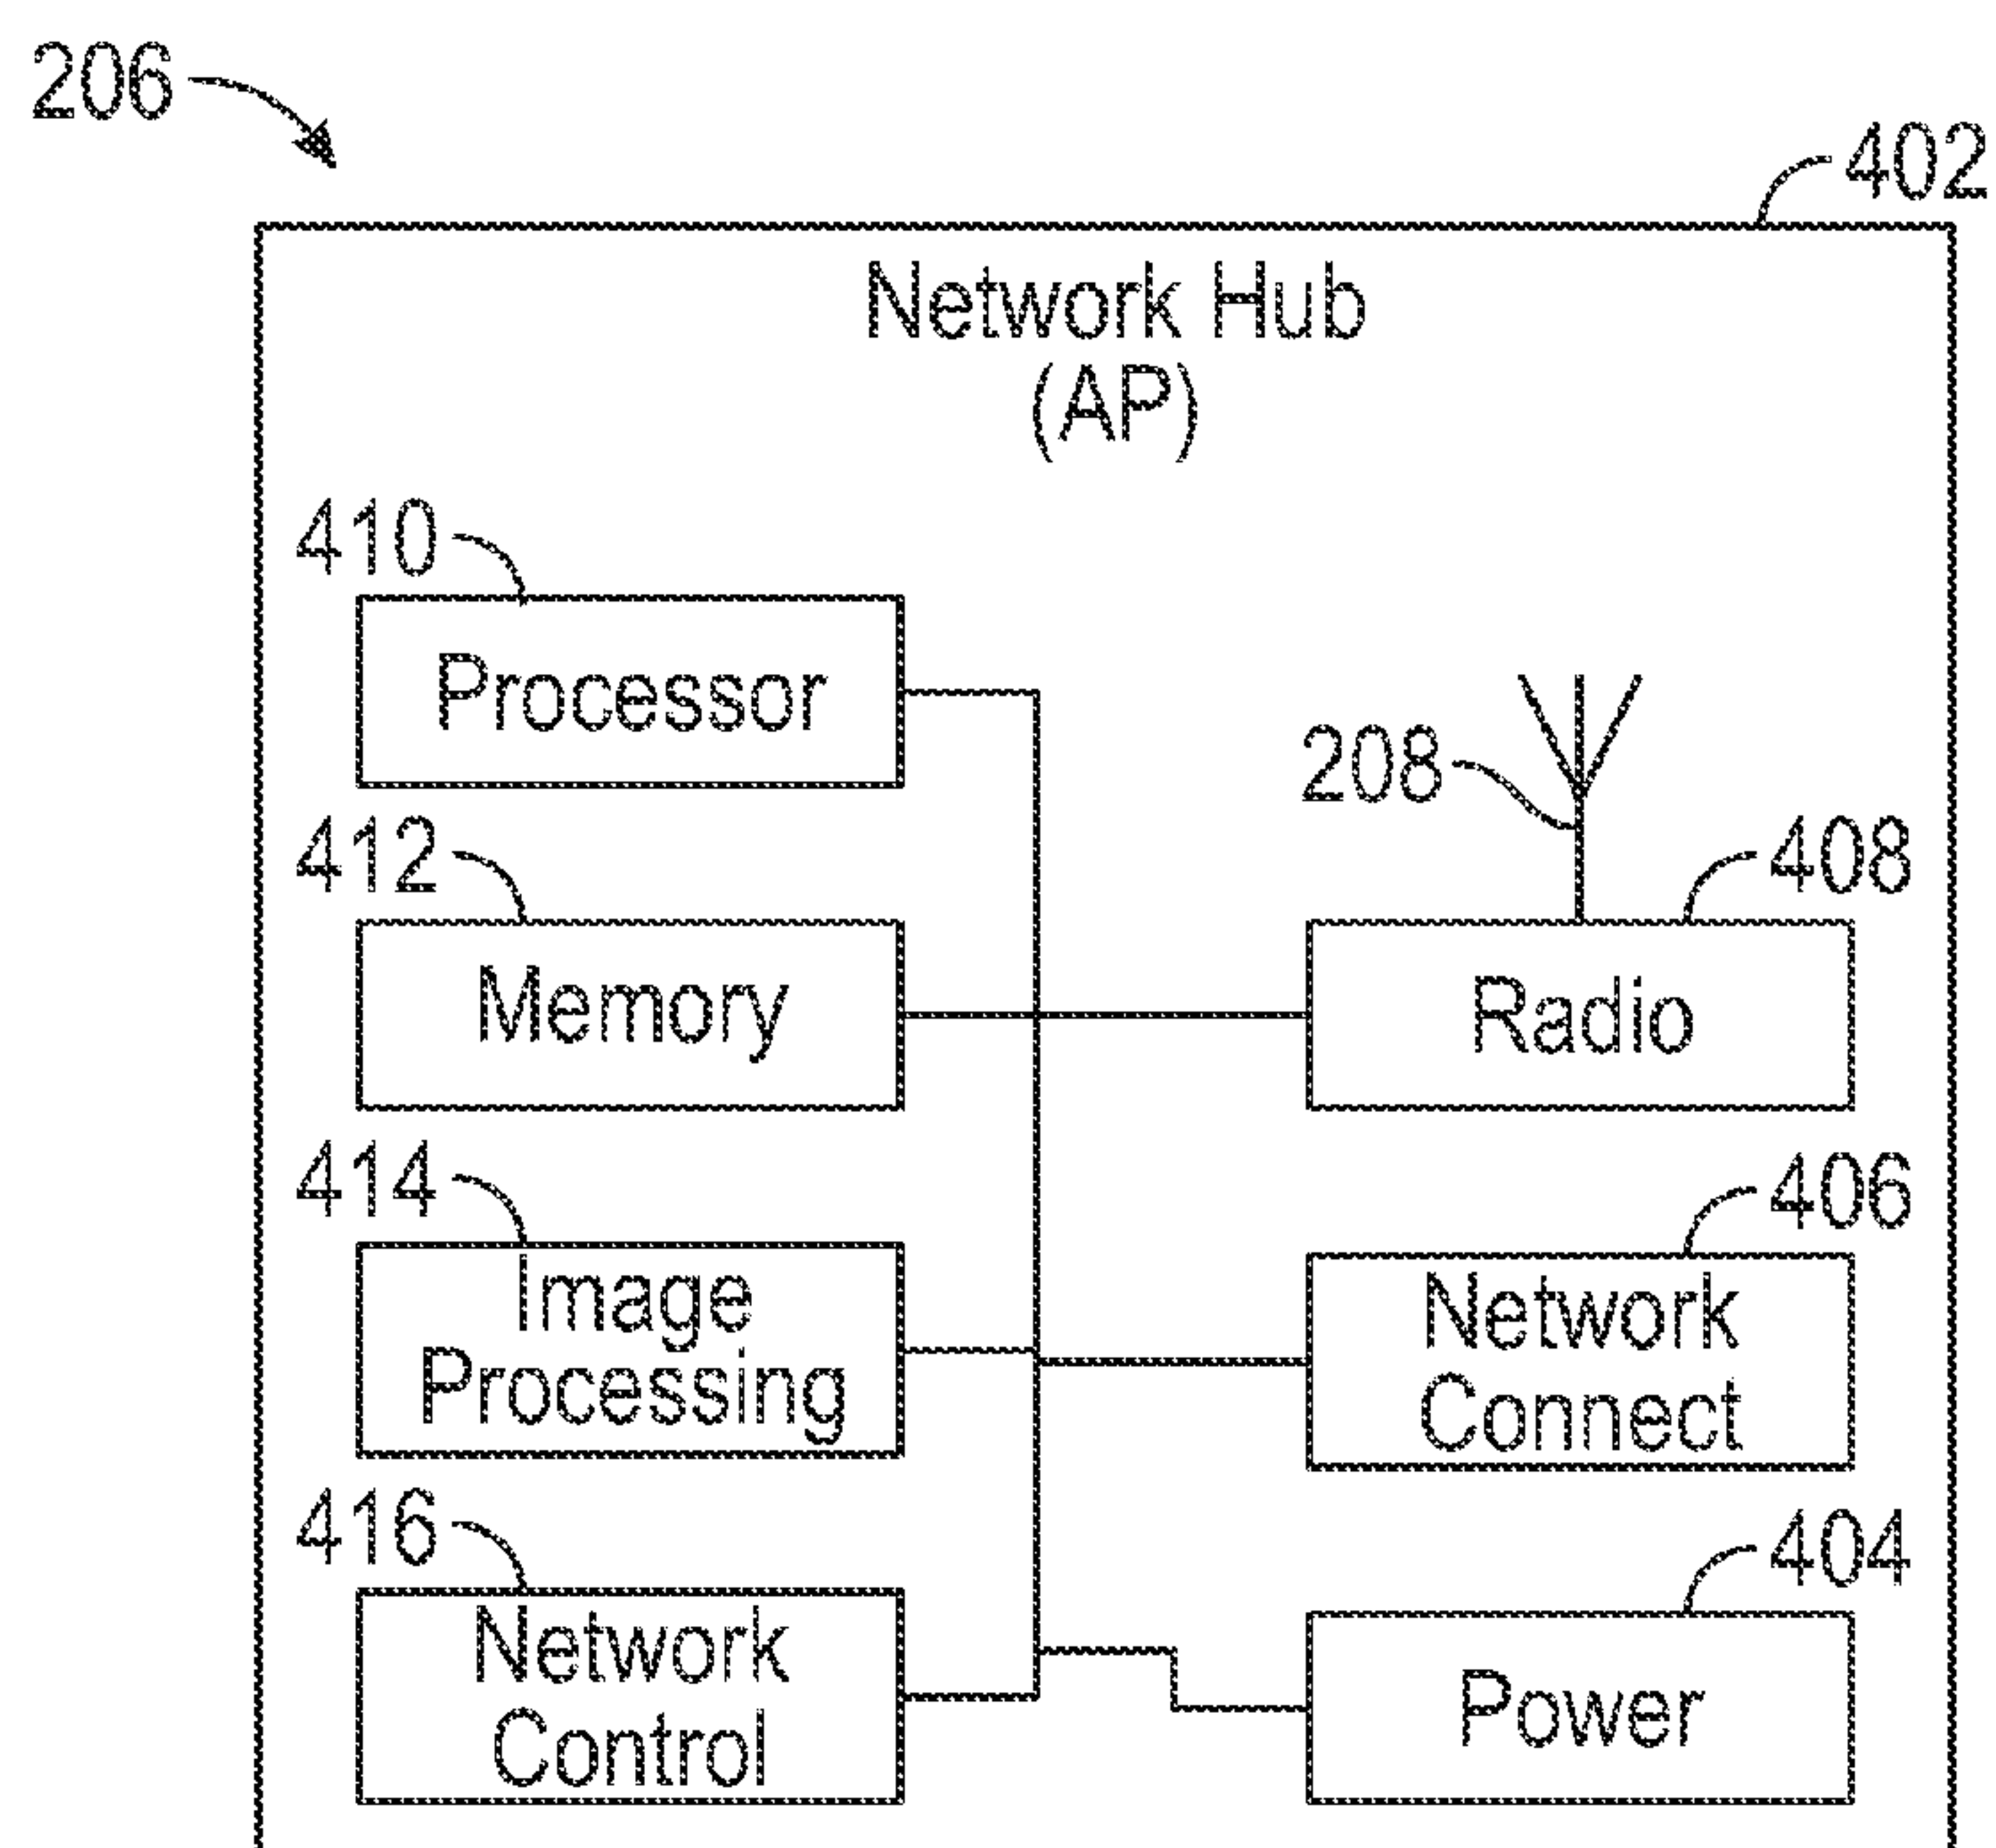 206
402
Network Hub
(AP)
410
Processor
208
412
408
Memory
Radio
414
406
Image
Processing
Network
Connect
416
404
Network
Control
Power